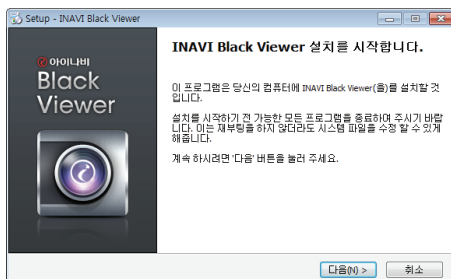 Setup - INAVI Black Viewer
아이나비
Black
Viewer
INAVI Black Viewer 설치를 시작합니다.
이 프로그램은 당신의 컴퓨터에 INAVI Black Viewer(을)를 설치할 것
입니다.
설치를 시작하기 전 가능한 모든 프로그램을 종료하여 주시기 바랍
니다. 이는 재부팅을 하지 않더라도 시스템 파일을 수정 할 수 있게
해줍니다.
계속 하시려면 '다음' 버튼을 눌러 주세요.
다음(N) >
취소